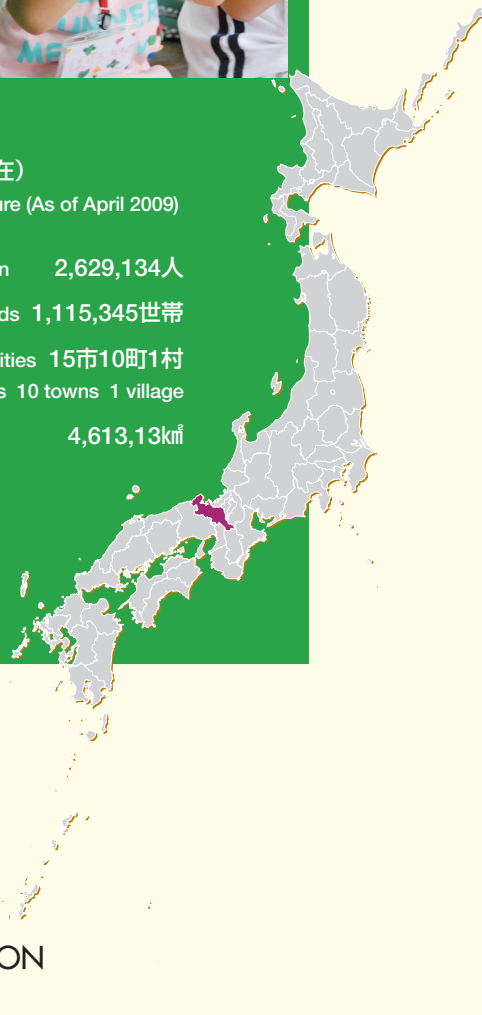 在）
ure (As of April 2009)
n 2,629,134人
ds 1,115,345世帯
ities 15市10町1村
s 10 towns 1 village
4,613,13㎢
ON